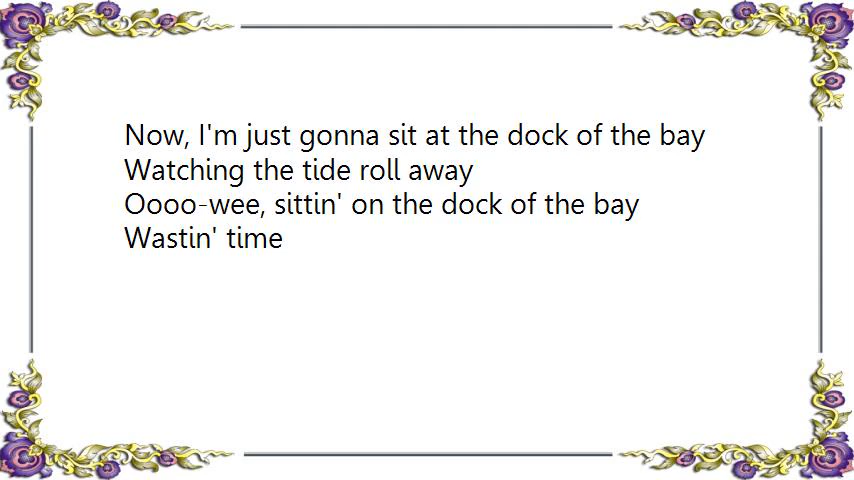 Now, I'm just gonna sit at the dock of the bay
Watching the tide roll away
Oooo-wee, sittin' on the dock of the bay
Wastin' time